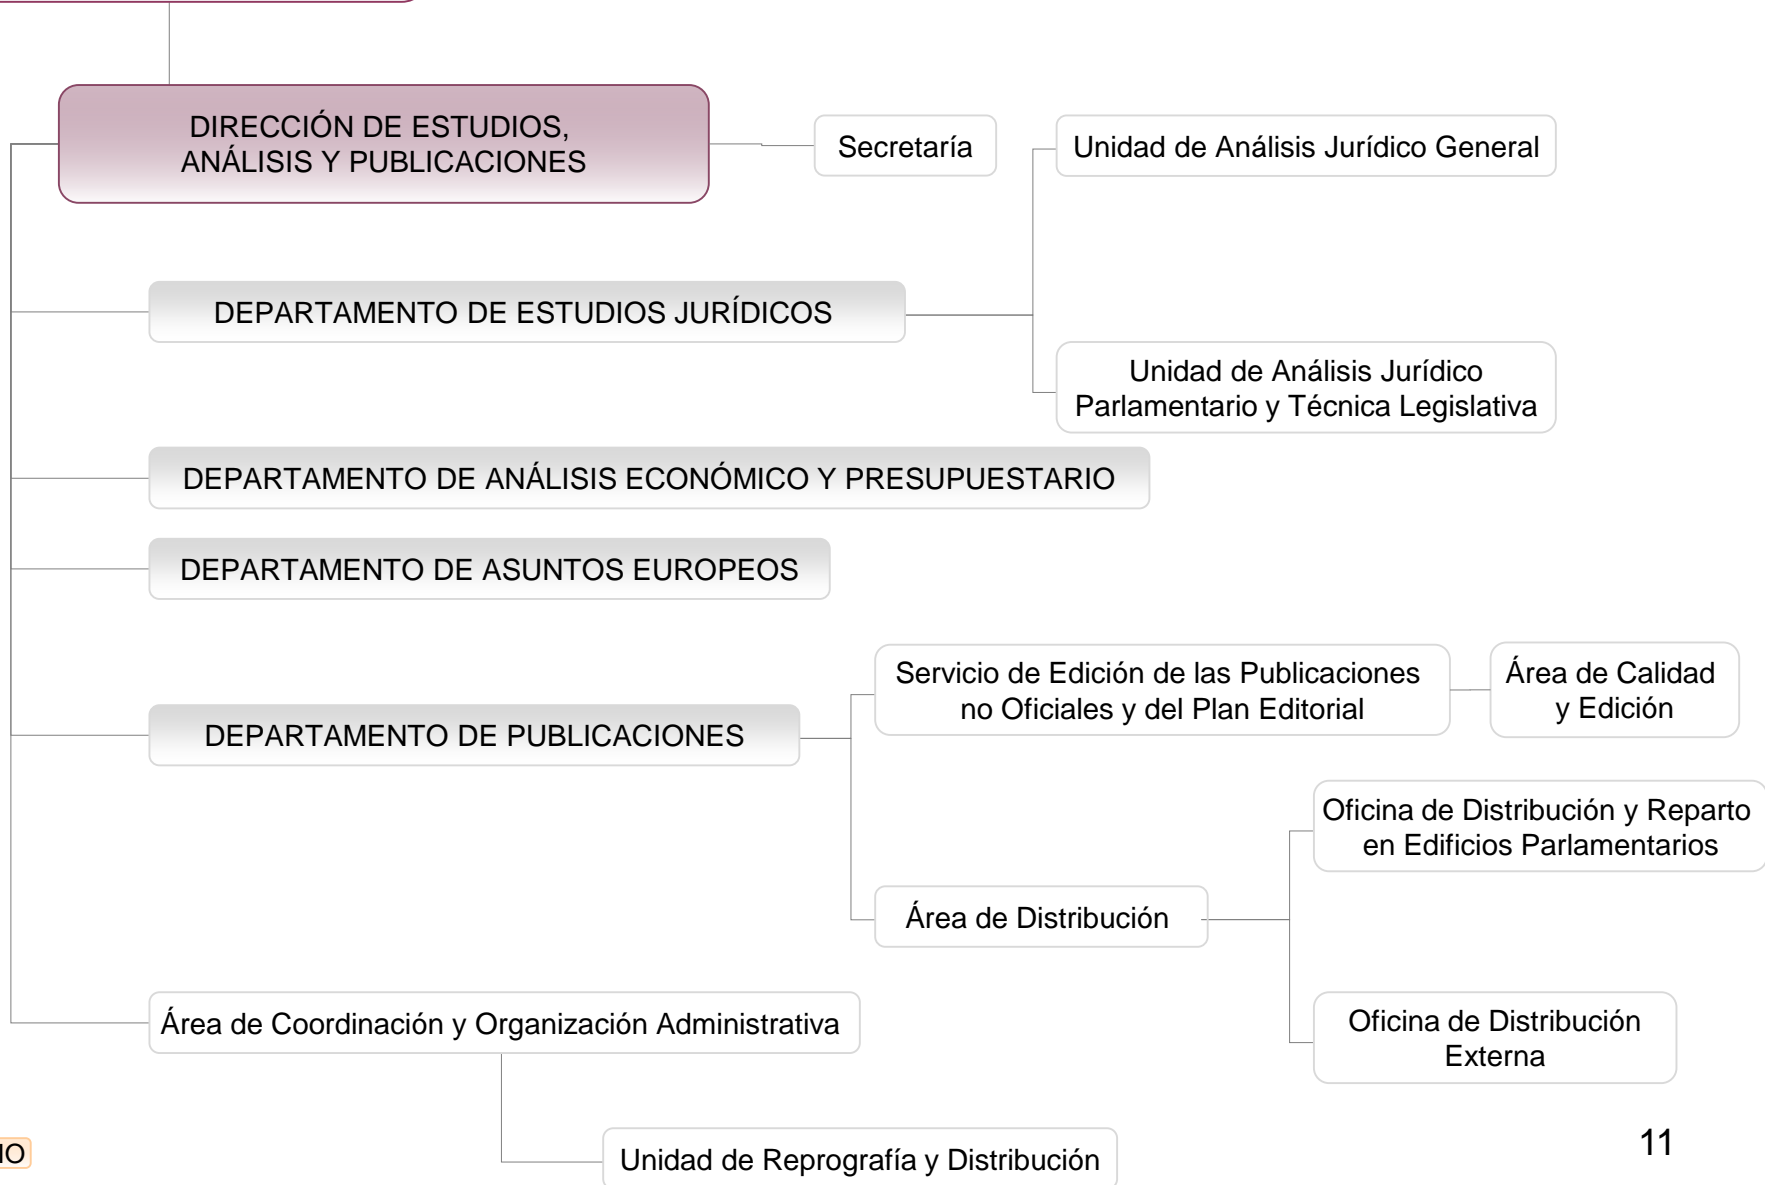 DIRECCIÓN DE ESTUDIOS,
ANÁLISIS Y PUBLICACIONES
Secretaría
Unidad de Análisis Jurídico General
DEPARTAMENTO DE ESTUDIOS JURÍDICOS
Unidad de Análisis Jurídico
Parlamentario y Técnica Legislativa
DEPARTAMENTO DE ANÁLISIS ECONÓMICO Y PRESUPUESTARIO
DEPARTAMENTO DE ASUNTOS EUROPEOS
Servicio de Edición de las Publicaciones
no Oficiales y del Plan Editorial
Área de Calidad
y Edición
DEPARTAMENTO DE PUBLICACIONES
Oficina de Distribución y Reparto
en Edificios Parlamentarios
Área de Distribución
Oficina de Distribución
Externa
Área de Coordinación y Organización Administrativa
Unidad de Reprografía y Distribución
11